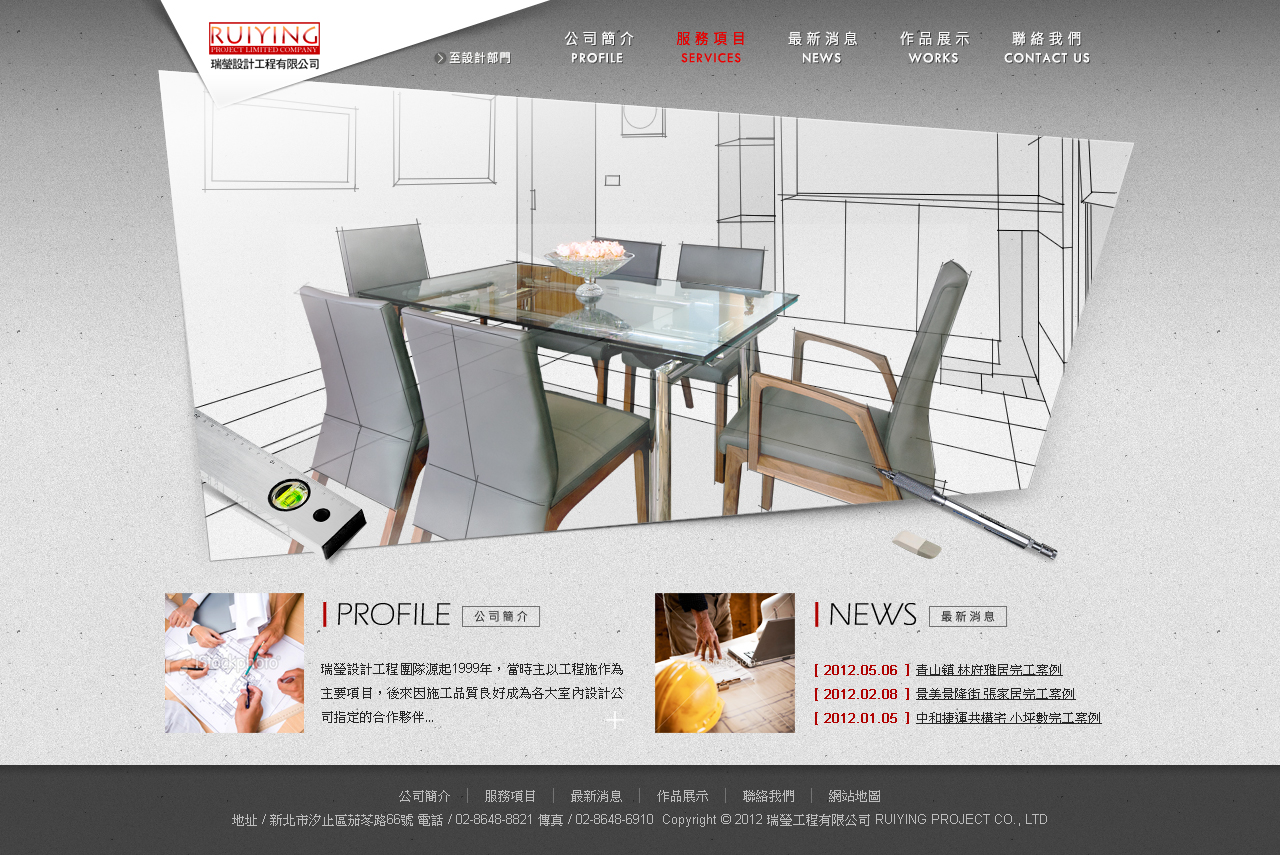 RUIYING
PROJECT LIMITED COMPANY
瑞瑩設計工程有限公司
至設計部門
公司簡介
PROFILE
服務項目
SERVICES
最新消息
NEWS
作品展示
WORKS
聯絡我們
CONTACT US
PROFILE 公司簡介
瑞瑩設計工程團隊源起1999年，當時主以工程施作為
主要項目，後來因施工品質良好成為各大室內設計公
司指定的合作夥伴...
NEWS 最新消息
[ 2012.05.06 ] 青山鎮 林府雅居完工案例
[ 2012.02.08 ] 景美景隆街 張家居完工案例
[ 2012.01.05 ] 中和捷運共構宅 小坪數完工案例
公司簡介 | 服務項目 | 最新消息 | 作品展示 | 聯絡我們 | 網站地圖
地址 / 新北市汐止區茄苳路66號 電話 / 02-8648-8821 傳真 / 02-8648-6910 Copyright © 2012 瑞瑩工程有限公司 RUIYING PROJECT CO., LTD